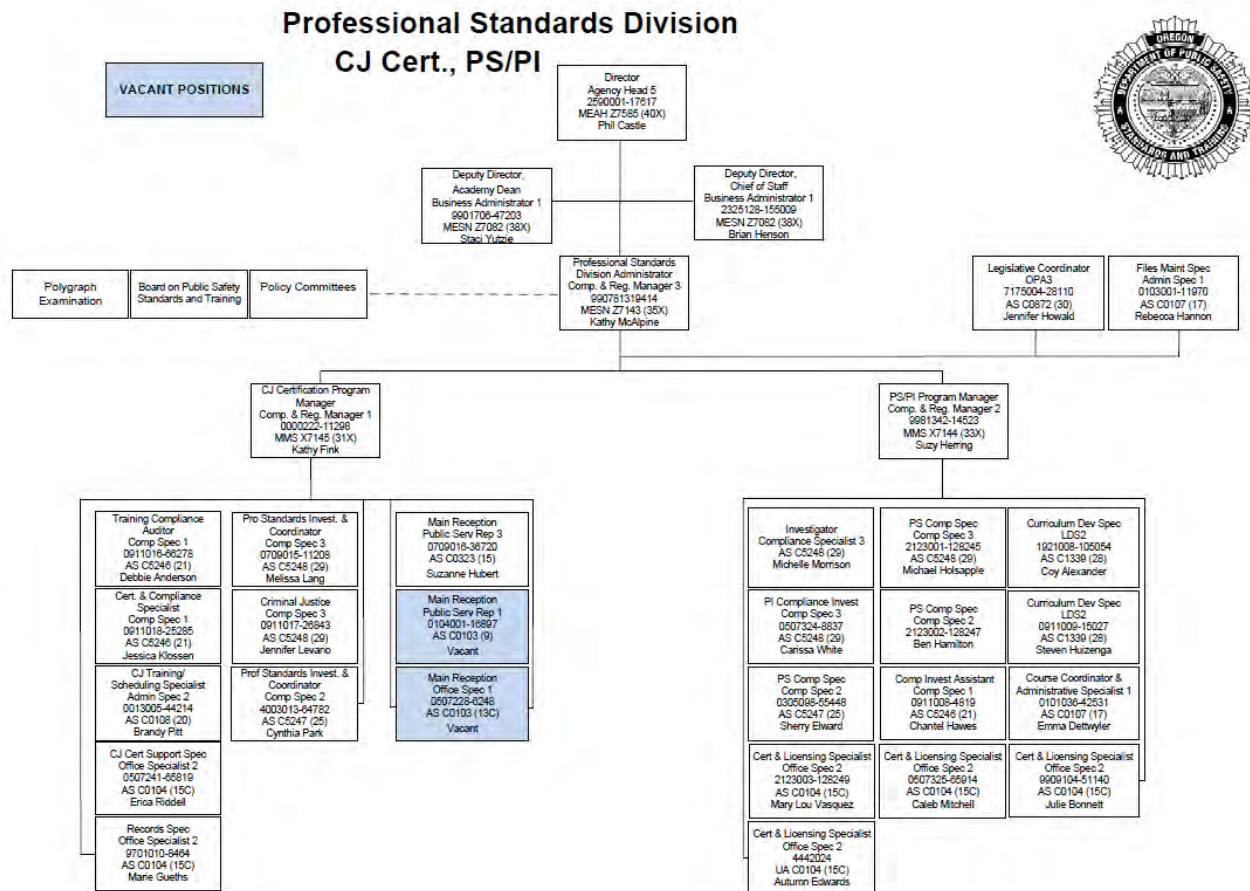 Professional Standards Division
CJ Cert., PS/PI
VACANT POSITIONS
OREGON
DEPARTMENT OF PUBLIC SAFETY
STANDARDS AND TRAINING
Director
Agency Head 5
2590001-17617
MEAH Z7585 (40X)
Phil Castle
Deputy Director,
Academy Dean
Business Administrator 1
9901706-47203
MESN Z7082 (38X)
Staci Yutzie
Deputy Director,
Chief of Staff
Business Administrator 1
2325128-155009
MESN Z7082 (38X)
Brian Henson
Polygraph
Examination
Board on Public Safety
Standards and Training
Policy Committees
Professional Standards
Division Administrator
Comp. & Reg. Manager 3
990781319414
MESN Z7143 (35X)
Kathy McAlpine
Legislative Coordinator
OPA3
7175004-28110
AS C0872 (30)
Jennifer Howald
Files Maint Spec
Admin Spec 1
0103001-11970
AS C0107 (17)
Rebecca Hannon
CJ Certification Program
Manager
Comp. & Reg. Manager 1
0000222-11298
MMS X7145 (31X)
Kathy Fink
PS/PI Program Manager
Comp. & Reg. Manager 2
9981342-14523
MMS X7144 (33X)
Suzy Herring
Training Compliance
Auditor
Comp Spec 1
0911016-66278
AS C5246 (21)
Debbie Anderson
Pro Standards Invest. &
Coordinator
Comp Spec 3
0709015-11208
AS C5248 (29)
Melissa Lang
Main Reception
Public Serv Rep 3
0709016-36720
AS C0323 (15)
Suzanne Hubert
Cert. & Compliance
Specialist
Comp Spec 1
0911018-25285
AS C5246 (21)
Jessica Klossen
Criminal Justice
Comp Spec 3
0911017-26843
AS C5248 (29)
Jennifer Levario
Main Reception
Public Serv Rep 1
0104001-16897
AS C0103 (9)
Vacant
CJ Training/
Scheduling Specialist
Admin Spec 2
0013005-44214
AS C0108 (20)
Brandy Pitt
Prof Standards Invest. &
Coordinator
Comp Spec 2
4003013-64782
AS C5247 (25)
Cynthia Park
Main Reception
Office Spec 1
0507228-6248
AS C0103 (13C)
Vacant
CJ Cert Support Spec
Office Specialist 2
0507241-65819
AS C0104 (15C)
Erica Riddell
Records Spec
Office Specialist 2
9701010-8464
AS C0104 (15C)
Marie Gueths
Investigator
Compliance Specialist 3
AS C5248 (29)
Michelle Morrison
PS Comp Spec
Comp Spec 3
2123001-128245
AS C5248 (29)
Michael Holsapple
Curriculum Dev Spec
LDS2
1921008-105054
AS C1339 (28)
Coy Alexander
PI Compliance Invest
Comp Spec 3
0507324-8837
AS C5248 (29)
Carissa White
PS Comp Spec
Comp Spec 2
2123002-128247
Ben Hamilton
Curriculum Dev Spec
LDS2
0911009-15027
AS C1339 (28)
Steven Huizenga
PS Comp Spec
Comp Spec 2
0305098-55448
AS C5247 (25)
Sherry Elward
Comp Invest Assistant
Comp Spec 1
0911008-4819
AS C5246 (21)
Chantel Hawes
Course Coordinator &
Administrative Specialist 1
0101036-42531
AS C0107 (17)
Emma Dettwyler
Cert & Licensing Specialist
Office Spec 2
2123003-128249
AS C0104 (15C)
Mary Lou Vasquez
Cert & Licensing Specialist
Office Spec 2
0507325-65914
AS C0104 (15C)
Caleb Mitchell
Cert & Licensing Specialist
Office Spec 2
9909104-51140
AS C0104 (15C)
Julie Bonnett
Cert & Licensing Specialist
Office Spec 2
4442024
UA C0104 (15C)
Autumn Edwards